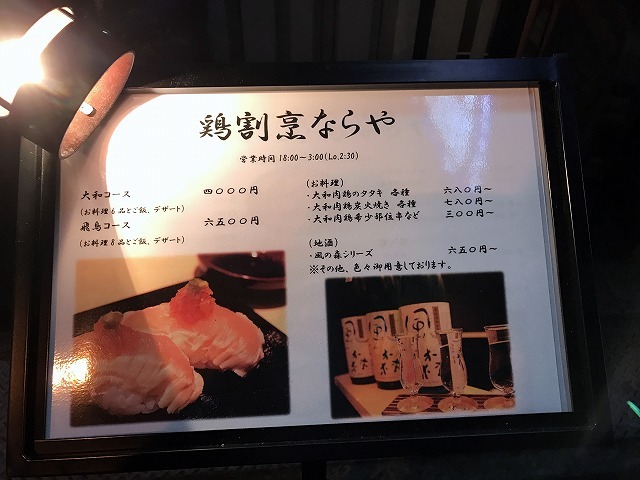 鶏割烹ならや
営業時間 18:00～3:00(Lo.2:30)
大和コース 四〇〇〇円
(お料理6品とご飯、デザート)
飛鳥コース 六五〇〇円
(お料理8品とご飯、デザート)
(お料理)
・大和肉鶏のタタキ 各種 六八〇～
・大和肉鶏炭火焼き 各種 七八〇～
・大和肉鶏希少部位串など 三〇〇～
(地酒)
・風の森シリーズ 六五〇円～
※その他、色々御用意しております。